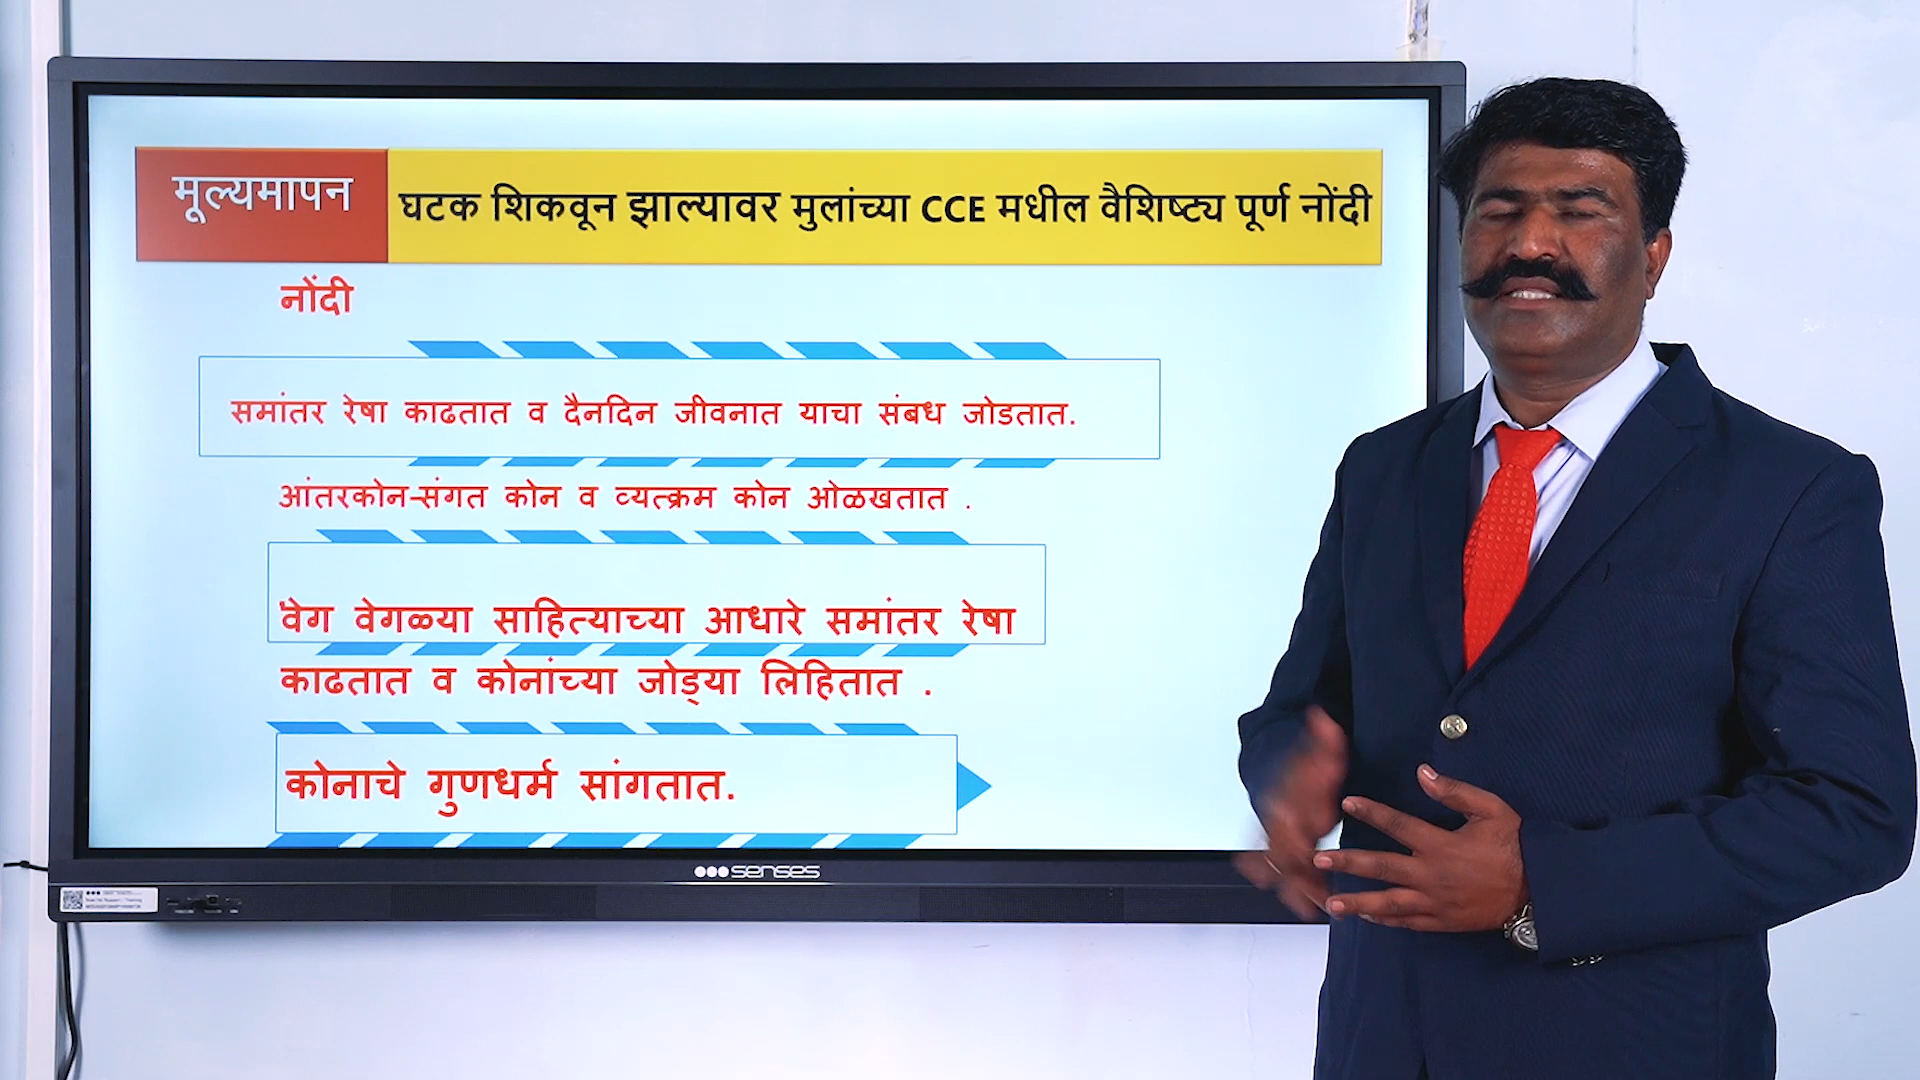 मूल्यमापन
घटक शिकवून झाल्यावर मुलांच्या CCE मधील वैशिष्ट्य पूर्ण नोंदी
नोंदी
समांतर रेषा काढतात व दैनदिन जीवनात याचा संबध जोडतात.
आंतरकोन-संगत कोन व व्यत्क्रम कोन ओळखतात .
वेग वेगळ्या साहित्याच्या आधारे समांतर रेषा
काढतात व कोनांच्या जोड्या लिहितात .
कोनाचे गुणधर्म सांगतात.
senses